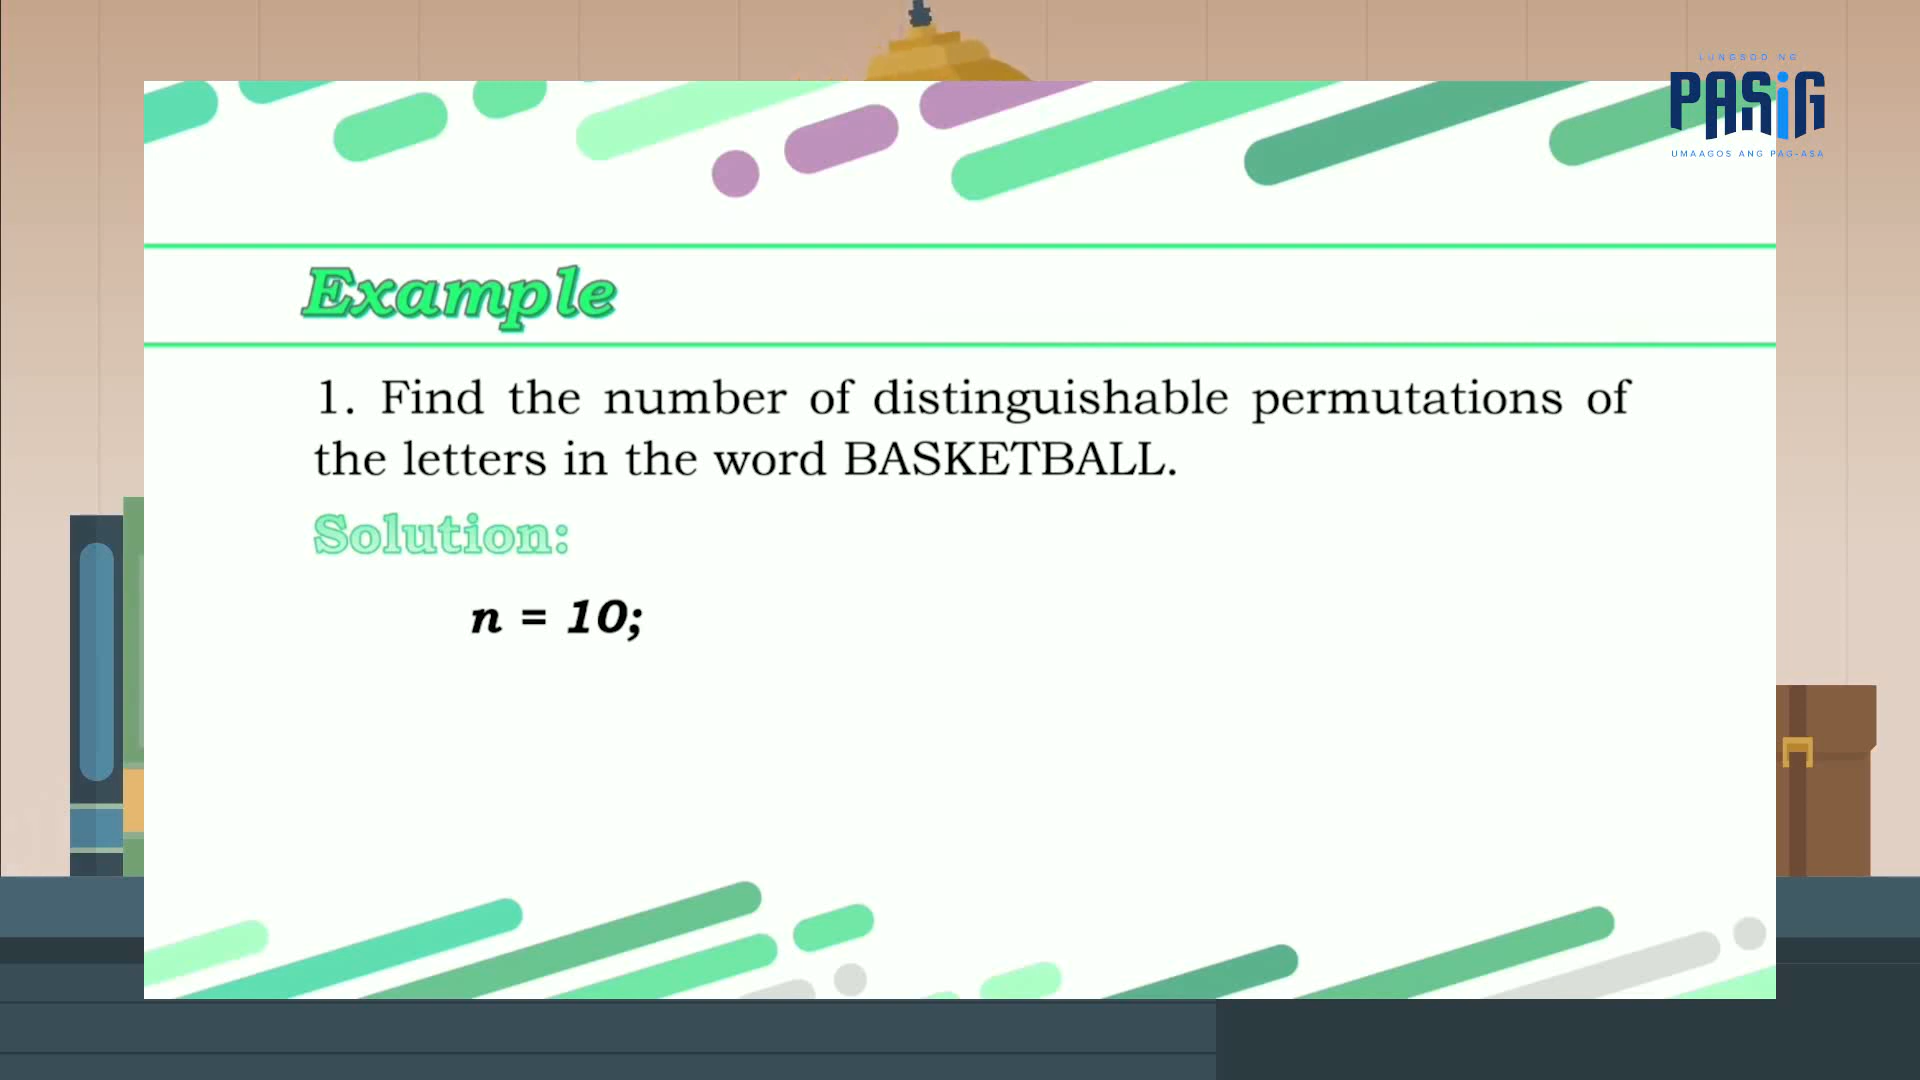 LUNGSOD NG
PASiG
UMAAGOS ANG PAG-ASA
Example
1. Find the number of distinguishable permutations of
the letters in the word BASKETBALL.
Solution:
n = 10;